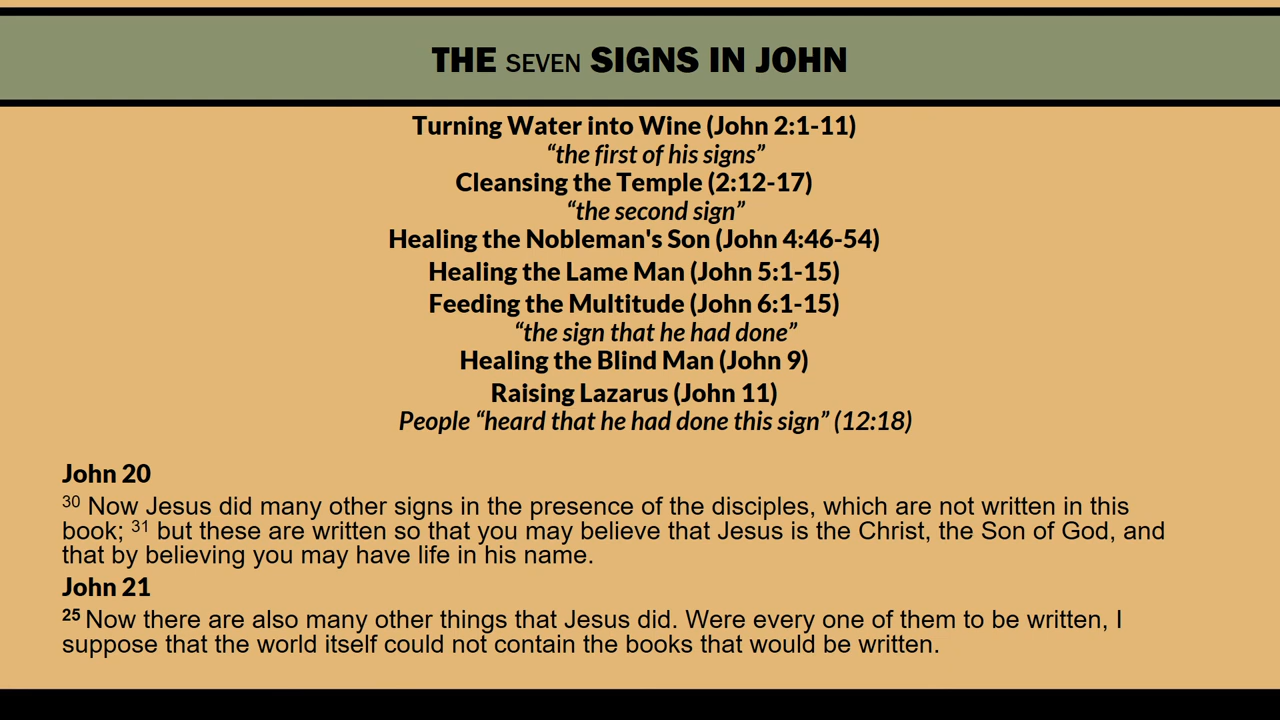 THE SEVEN SIGNS IN JOHN
Turning Water into Wine (John 2:1-11)
“the first of his signs”
Cleansing the Temple (2:12-17)
“the second sign”
Healing the Nobleman's Son (John 4:46-54)
Healing the Lame Man (John 5:1-15)
Feeding the Multitude (John 6:1-15)
“the sign that he had done”
Healing the Blind Man (John 9)
Raising Lazarus (John 11)
People “heard that he had done this sign” (12:18)
John 20
30 Now Jesus did many other signs in the presence of the disciples, which are not written in this
book; 31 but these are written so that you may believe that Jesus is the Christ, the Son of God, and
that by believing you may have life in his name.
John 21
25 Now there are also many other things that Jesus did. Were every one of them to be written, I
suppose that the world itself could not contain the books that would be written.